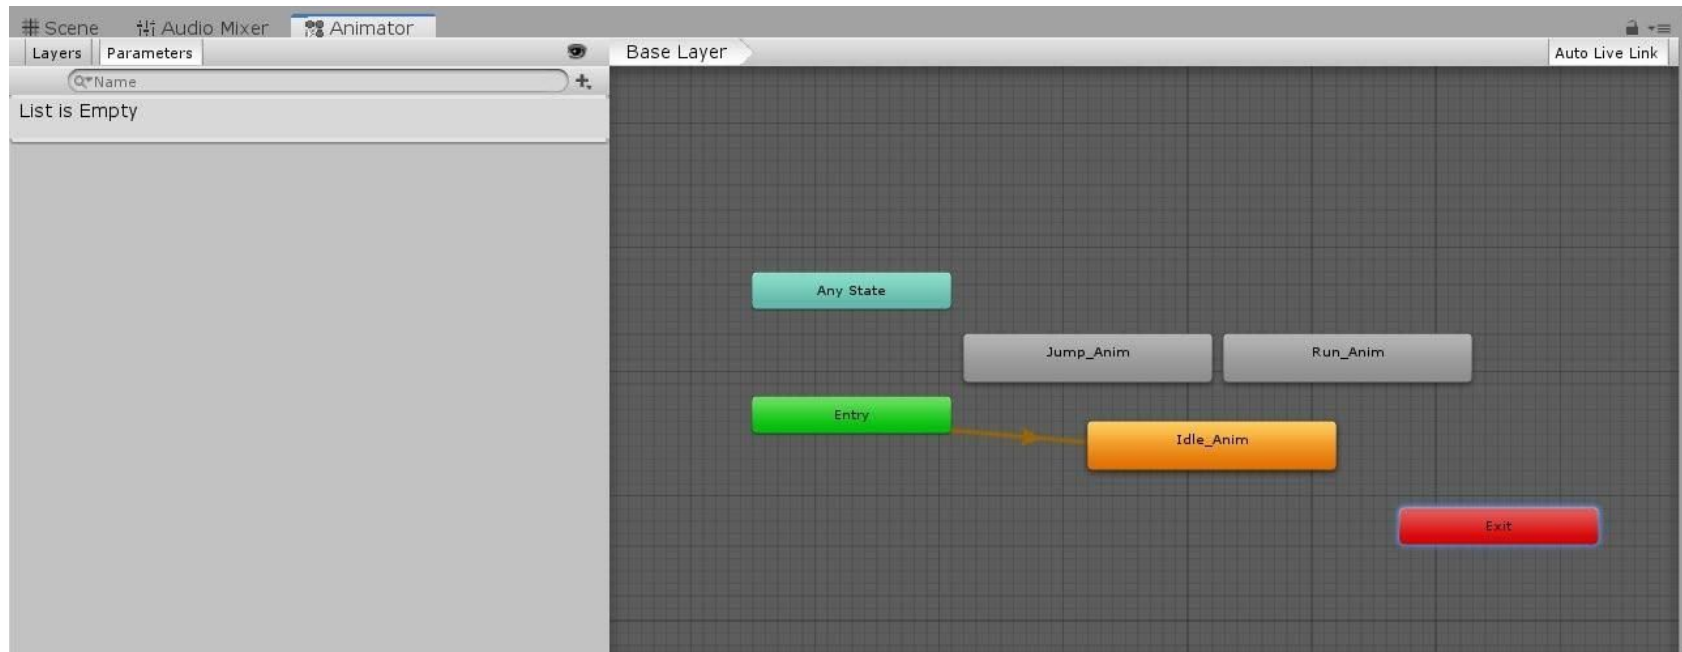 Scene Audio Mixer Animator
Layers Parameters Base Layer Auto Live Link
Name
List is Empty
Any State
Jump_Anim Run_Anim
Entry
Idle_Anim
Exit